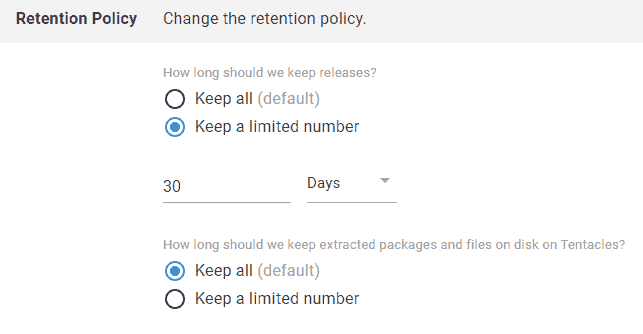 Retention Policy Change the retention policy.
How long should we keep releases?
Keep all (default)
Keep a limited number
30 Days
How long should we keep extracted packages and files on disk on Tentacles?
Keep all (default)
Keep a limited number